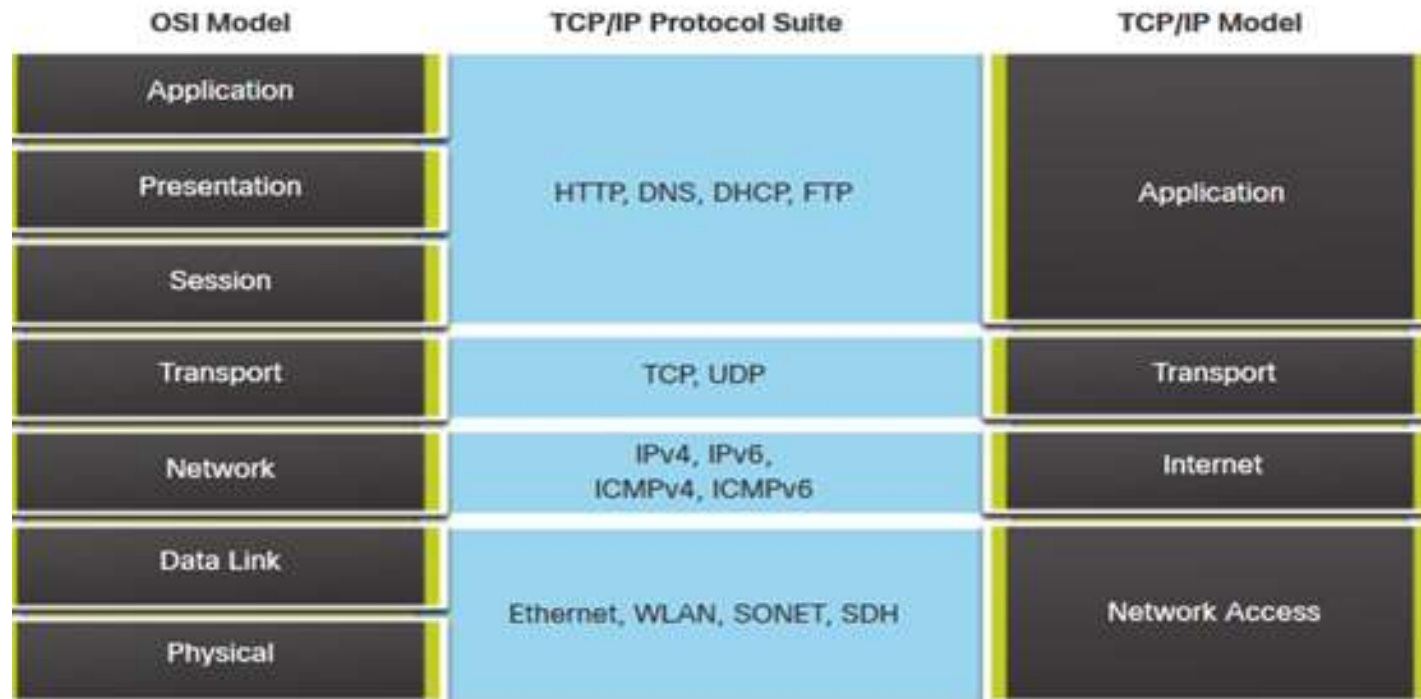 OSI Model
TCP/IP Protocol Suite
TCP/IP Model
Application
Presentation
Session
Transport
Network
Data Link
Physical
HTTP, DNS, DHCP, FTP
TCP, UDP
IPv4, IPv6,
ICMPv4, ICMPv6
Ethernet, WLAN, SONET, SDH
Application
Transport
Internet
Network Access